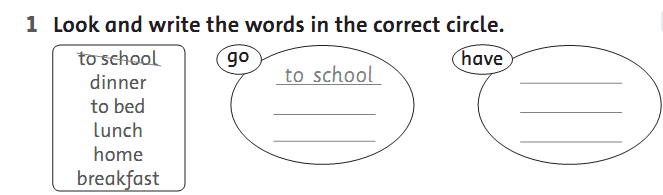 1 Look and write the words in the correct circle.
to school
dinner
to bed
lunch
home
breakfast
go
to school
have